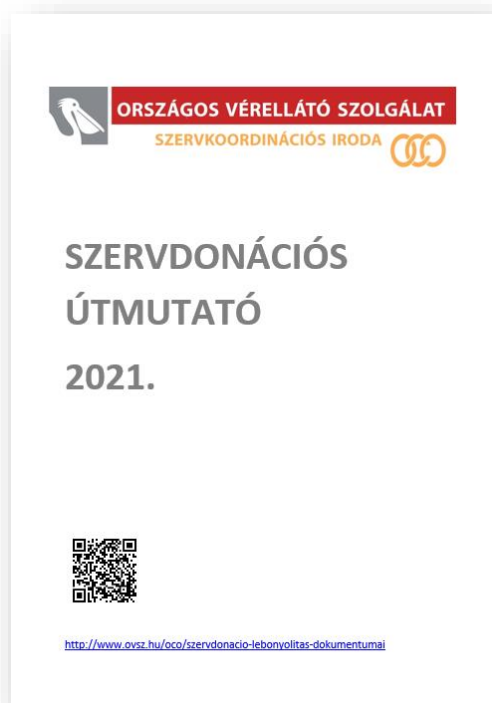 ORSZÁGOS VÉRELLÁTÓ SZOLGÁLAT
SZERVKOORDINÁCIÓS IRODA
SZERVDONÁCIÓS
ÚTMUTATÓ
2021.
http://www.ovsz.hu/oco/szervdonacio-lebonyolitas-dokumentumai